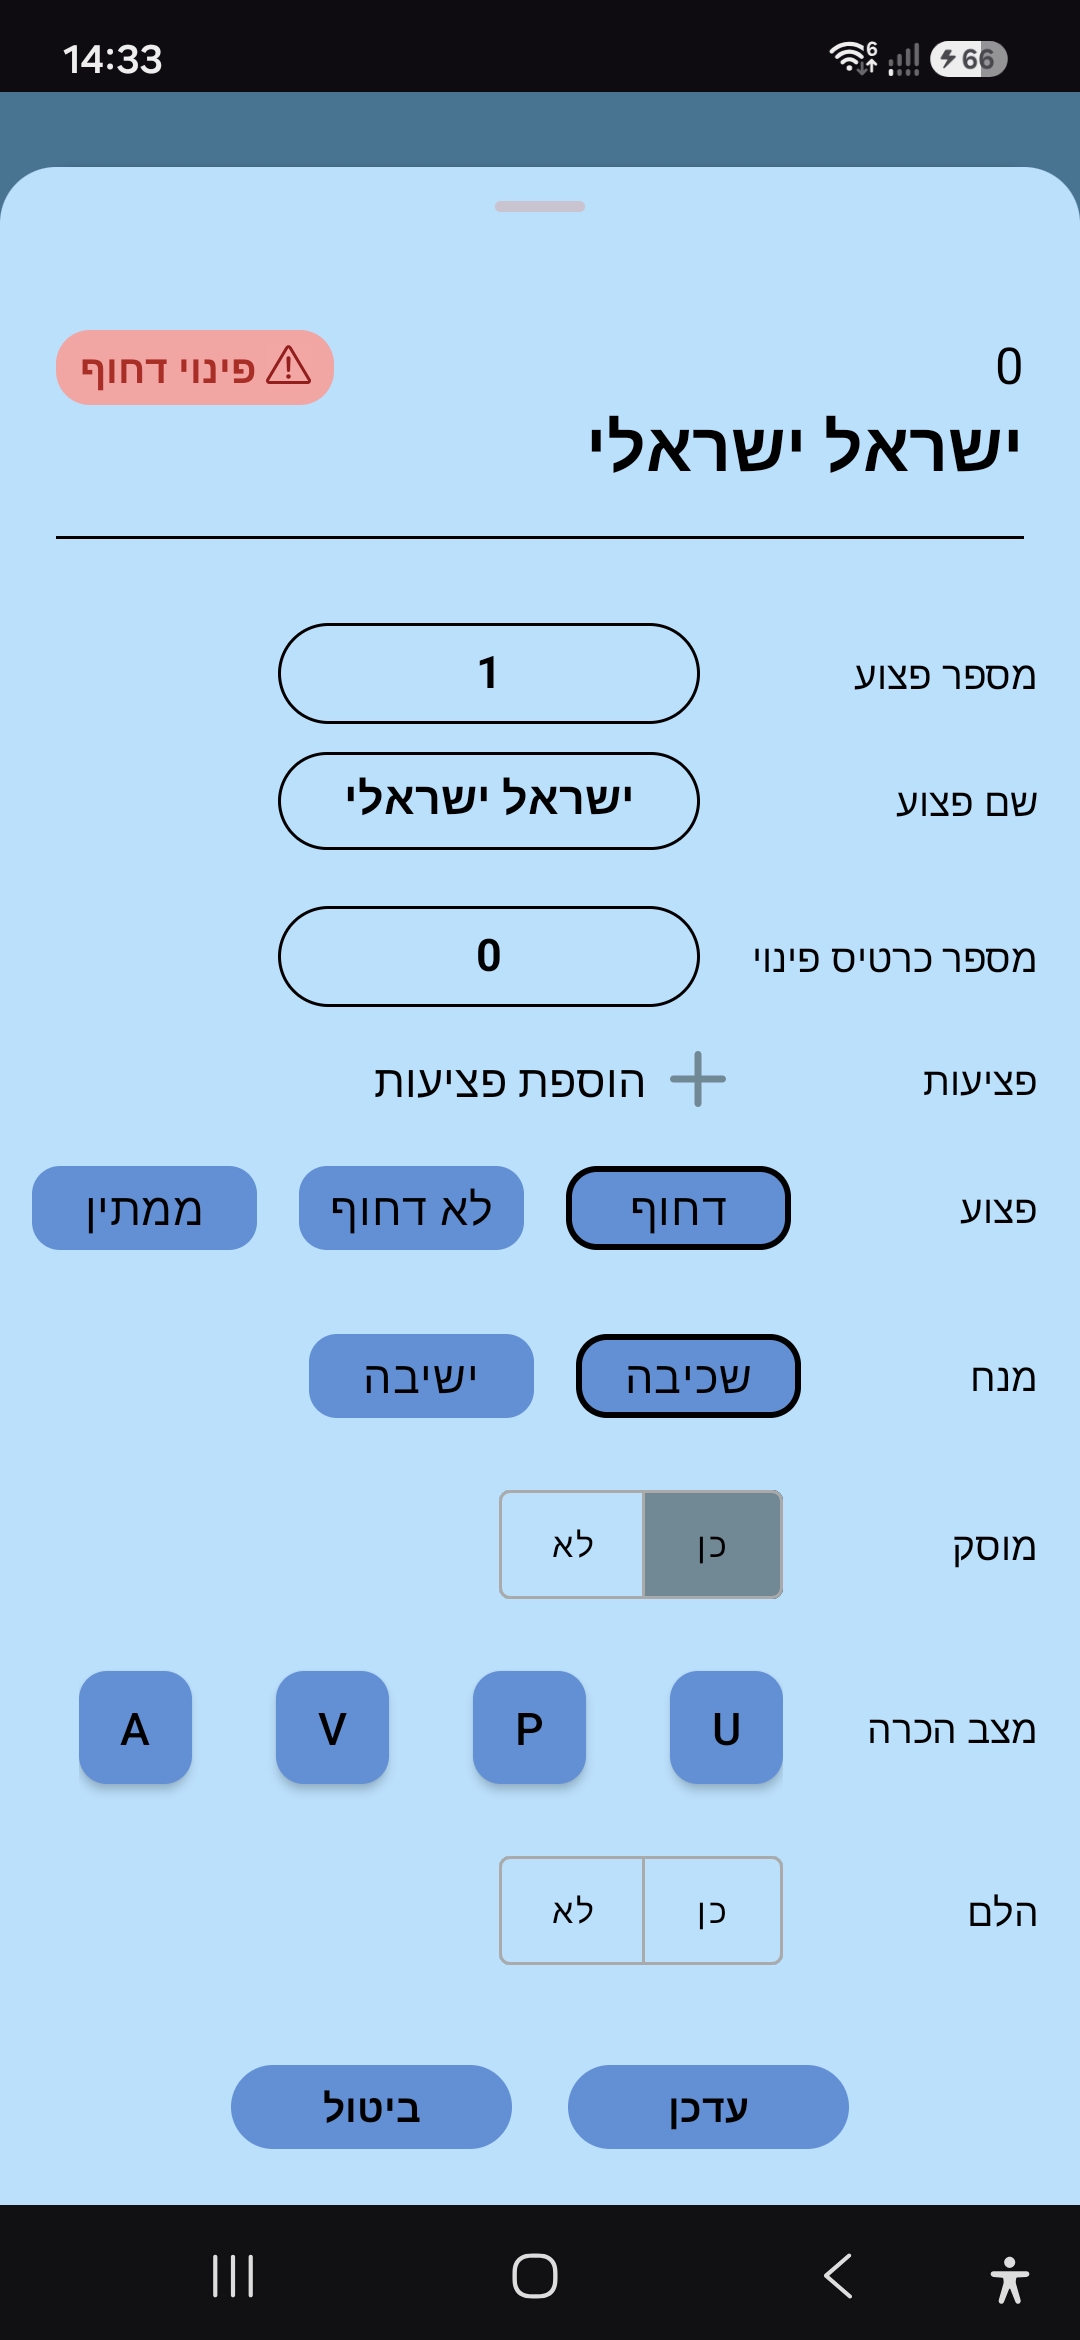 14:33
6
66
0
פינוי דחוף
ישראל ישראלי
מספר פצוע 1
שם פצוע ישראל ישראלי
מספר כרטיס פינוי 0
פציעות הוספת פציעות
פצוע דחוף לא דחוף ממתין
מנח שכיבה ישיבה
מוסק כן לא
מצב הכרה U P V A
הלם כן לא
עדכן ביטול